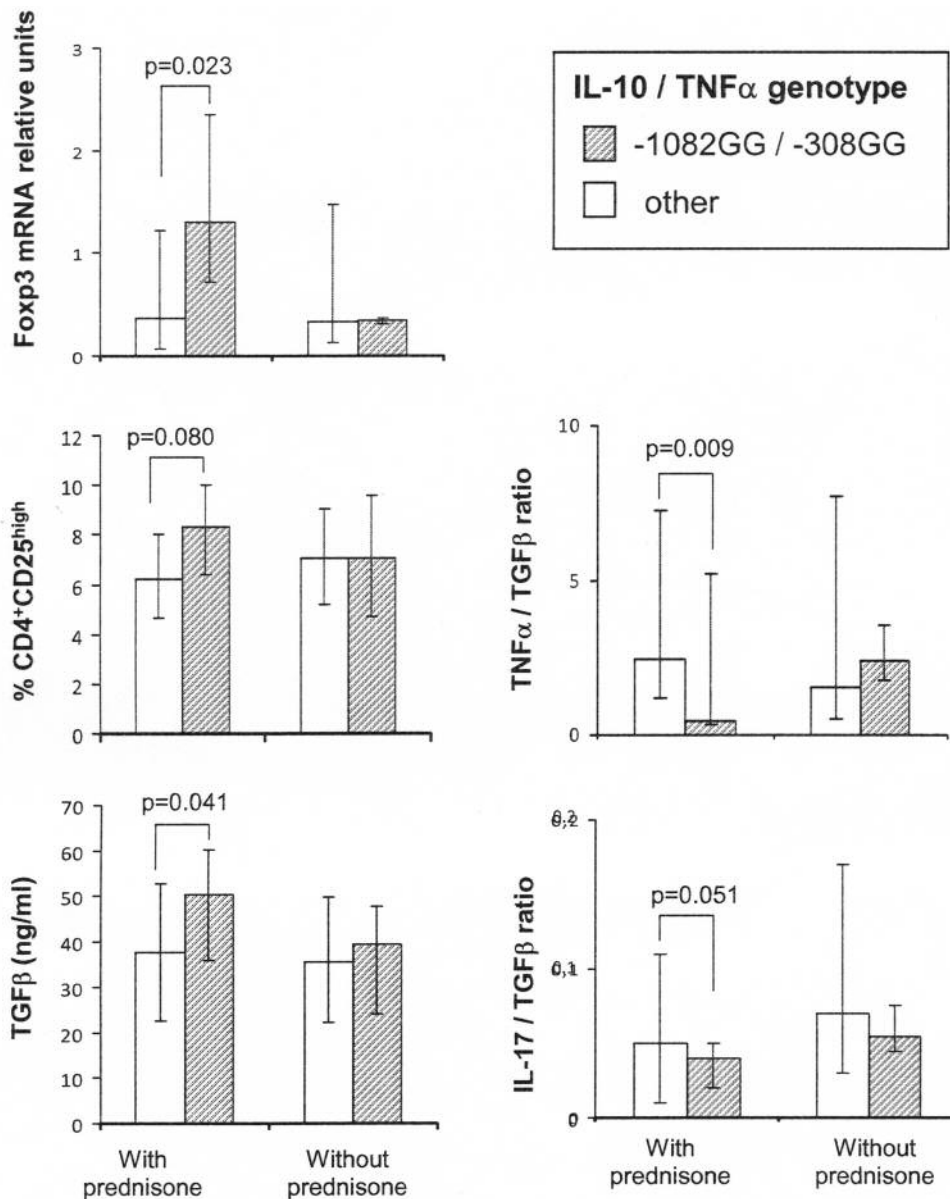 Foxp3 mRNA relative units
3
2
1
0
p=0.023
IL-10 / TNFα genotype
-1082GG / -308GG
other
% CD4⁺CD25ʰⁱᵍʰ
12
10
8
6
4
2
0
p=0.080
TNFα / TGFβ ratio
10
5
0
p=0.009
TGFβ (ng/ml)
70
60
50
40
30
20
10
0
p=0.041
With
prednisone
Without
prednisone
IL-17 / TGFβ ratio
0,2
0,1
0
p=0.051
With
prednisone
Without
prednisone